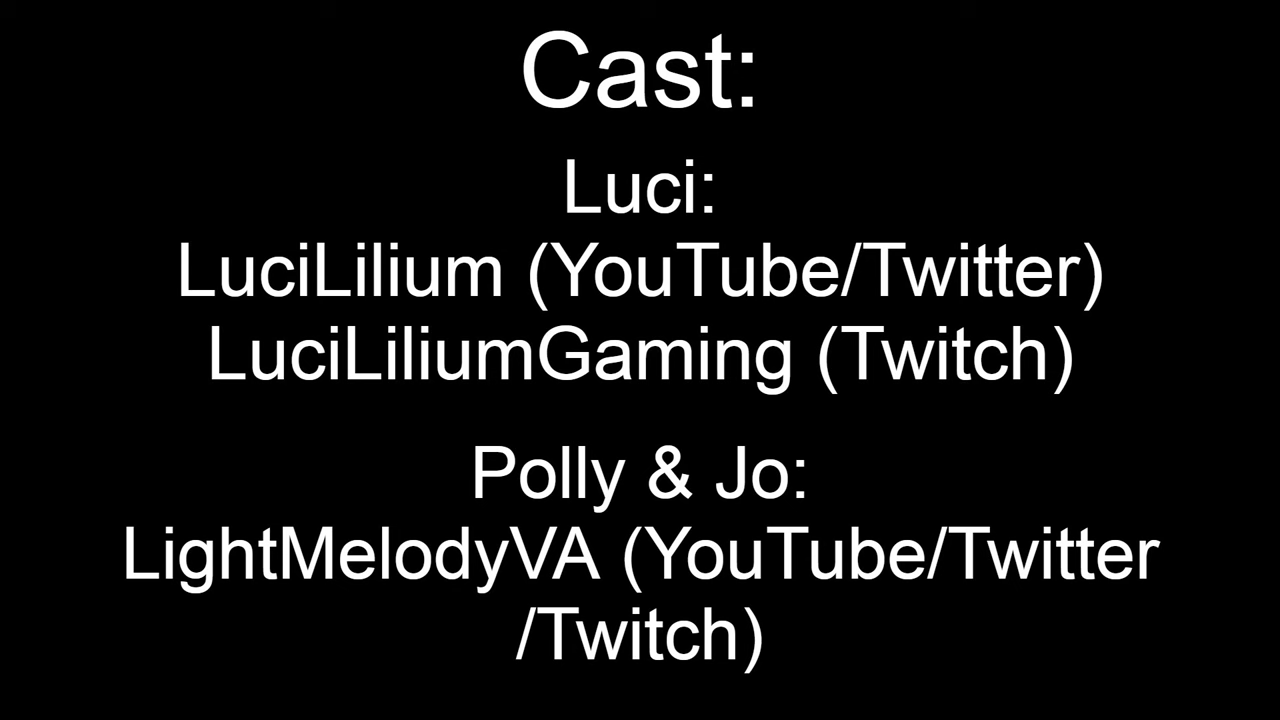 Cast:
Luci:
LuciLilium (YouTube/Twitter)
LuciLiliumGaming (Twitch)
Polly & Jo:
LightMelodyVA (YouTube/Twitter
/Twitch)